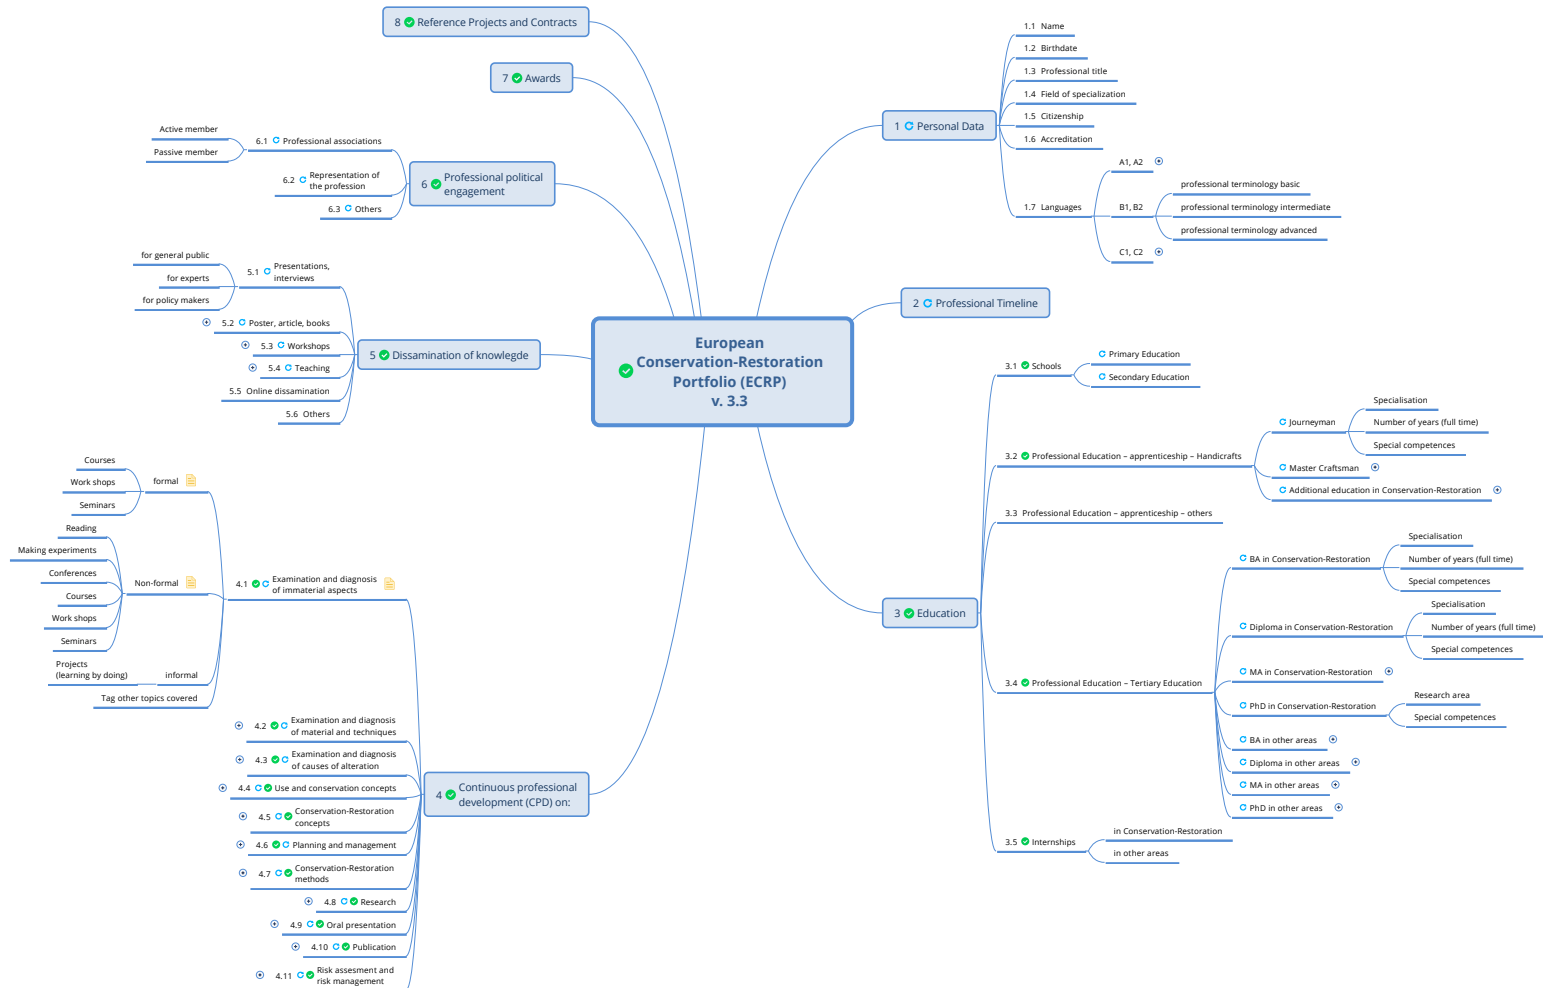 European
Conservation-Restoration
Portfolio (ECRP)
v. 3.3
1 Personal Data
1.1 Name
1.2 Birthdate
1.3 Professional title
1.4 Field of specialization
1.5 Citizenship
1.6 Accreditation
1.7 Languages
A1, A2
B1, B2
professional terminology basic
professional terminology intermediate
professional terminology advanced
C1, C2
2 Professional Timeline
3 Education
3.1 Schools
Primary Education
Secondary Education
3.2 Professional Education – apprenticeship – Handicrafts
Journeyman
Specialisation
Number of years (full time)
Special competences
Master Craftsman
Additional education in Conservation-Restoration
3.3 Professional Education – apprenticeship – others
3.4 Professional Education – Tertiary Education
BA in Conservation-Restoration
Specialisation
Number of years (full time)
Special competences
Diploma in Conservation-Restoration
Specialisation
Number of years (full time)
Special competences
MA in Conservation-Restoration
PhD in Conservation-Restoration
Research area
Special competences
BA in other areas
Diploma in other areas
MA in other areas
PhD in other areas
3.5 Internships
in Conservation-Restoration
in other areas
4 Continuous professional
development (CPD) on:
4.1 Examination and diagnosis
of immaterial aspects
formal
Courses
Work shops
Seminars
Non-formal
Reading
Making experiments
Conferences
Courses
Work shops
Seminars
informal
Projects
(learning by doing)
Tag other topics covered
4.2 Examination and diagnosis
of material and techniques
4.3 Examination and diagnosis
of causes of alteration
4.4 Use and conservation concepts
4.5 Conservation-Restoration
concepts
4.6 Planning and management
4.7 Conservation-Restoration
methods
4.8 Research
4.9 Oral presentation
4.10 Publication
4.11 Risk assesment and
risk management
5 Dissamination of knowlegde
5.1 Presentations,
interviews
for general public
for experts
for policy makers
5.2 Poster, article, books
5.3 Workshops
5.4 Teaching
5.5 Online dissamination
5.6 Others
6 Professional political
engagement
6.1 Professional associations
Active member
Passive member
6.2 Representation of
the profession
6.3 Others
7 Awards
8 Reference Projects and Contracts